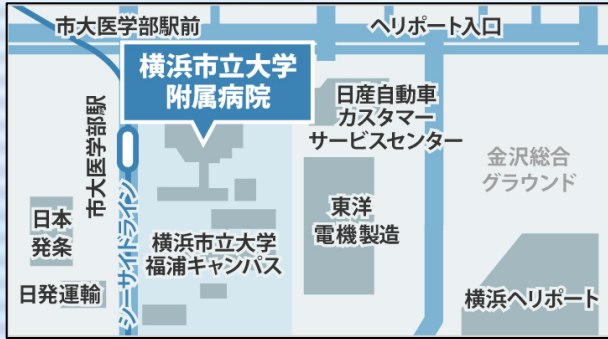 市大医学部駅前
ヘリポート入口
横浜市立大学
附属病院
日産自動車
カスタマー
サービスセンター
市大医学部駅
金沢総合
グラウンド
シーサイドライン
日本
発条
横浜市立大学
福浦キャンパス
東洋
電機製造
日発運輸
横浜ヘリポート